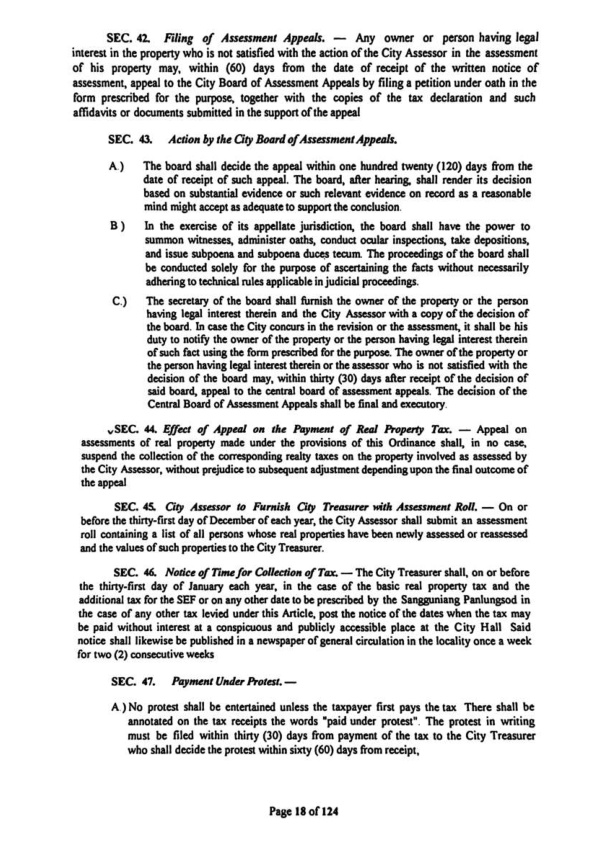 SEC. 42. Filing of Assessment Appeals. — Any owner or person having legal
interest in the property who is not satisfied with the action of the City Assessor in the assessment
of his property may, within (60) days from the date of receipt of the written notice of
assessment, appeal to the City Board of Assessment Appeals by filing a petition under oath in the
form prescribed for the purpose, together with the copies of the tax declaration and such
affidavits or documents submitted in the support of the appeal
SEC. 43. Action by the City Board of Assessment Appeals.
A.) The board shall decide the appeal within one hundred twenty (120) days from the
date of receipt of such appeal. The board, after hearing, shall render its decision
based on substantial evidence or such relevant evidence on record as a reasonable
mind might accept as adequate to support the conclusion.
B) In the exercise of its appellate jurisdiction, the board shall have the power to
summon witnesses, administer oaths, conduct ocular inspections, take depositions,
and issue subpoena and subpoena duces tecum. The proceedings of the board shall
be conducted solely for the purpose of ascertaining the facts without necessarily
adhering to technical rules applicable in judicial proceedings.
C.) The secretary of the board shall furnish the owner of the property or the person
having legal interest therein and the City Assessor with a copy of the decision of
the board. In case the City concurs in the revision or the assessment, it shall be his
duty to notify the owner of the property or the person having legal interest therein
of such fact using the form prescribed for the purpose. The owner of the property or
the person having legal interest therein or the assessor who is not satisfied with the
decision of the board may, within thirty (30) days after receipt of the decision of
said board, appeal to the central board of assessment appeals. The decision of the
Central Board of Assessment Appeals shall be final and executory.
SEC. 44. Effect of Appeal on the Payment of Real Property Tax. — Appeal on
assessments of real property made under the provisions of this Ordinance shall, in no case,
suspend the collection of the corresponding realty taxes on the property involved as assessed by
the City Assessor, without prejudice to subsequent adjustment depending upon the final outcome of
the appeal
SEC. 45. City Assessor to Furnish City Treasurer with Assessment Roll. — On or
before the thirty-first day of December of each year, the City Assessor shall submit an assessment
roll containing a list of all persons whose real properties have been newly assessed or reassessed
and the values of such properties to the City Treasurer.
SEC. 46. Notice of Time for Collection of Tax. — The City Treasurer shall, on or before
the thirty-first day of January each year, in the case of the basic real property tax and the
additional tax for the SEF or on any other date to be prescribed by the Sangguniang Panlungsod in
the case of any other tax levied under this Article, post the notice of the dates when the tax may
be paid without interest at a conspicuous and publicly accessible place at the City Hall Said
notice shall likewise be published in a newspaper of general circulation in the locality once a week
for two (2) consecutive weeks
SEC. 47. Payment Under Protest. —
A.) No protest shall be entertained unless the taxpayer first pays the tax There shall be
annotated on the tax receipts the words "paid under protest". The protest in writing
must be filed within thirty (30) days from payment of the tax to the City Treasurer
who shall decide the protest within sixty (60) days from receipt,
Page 18 of 124